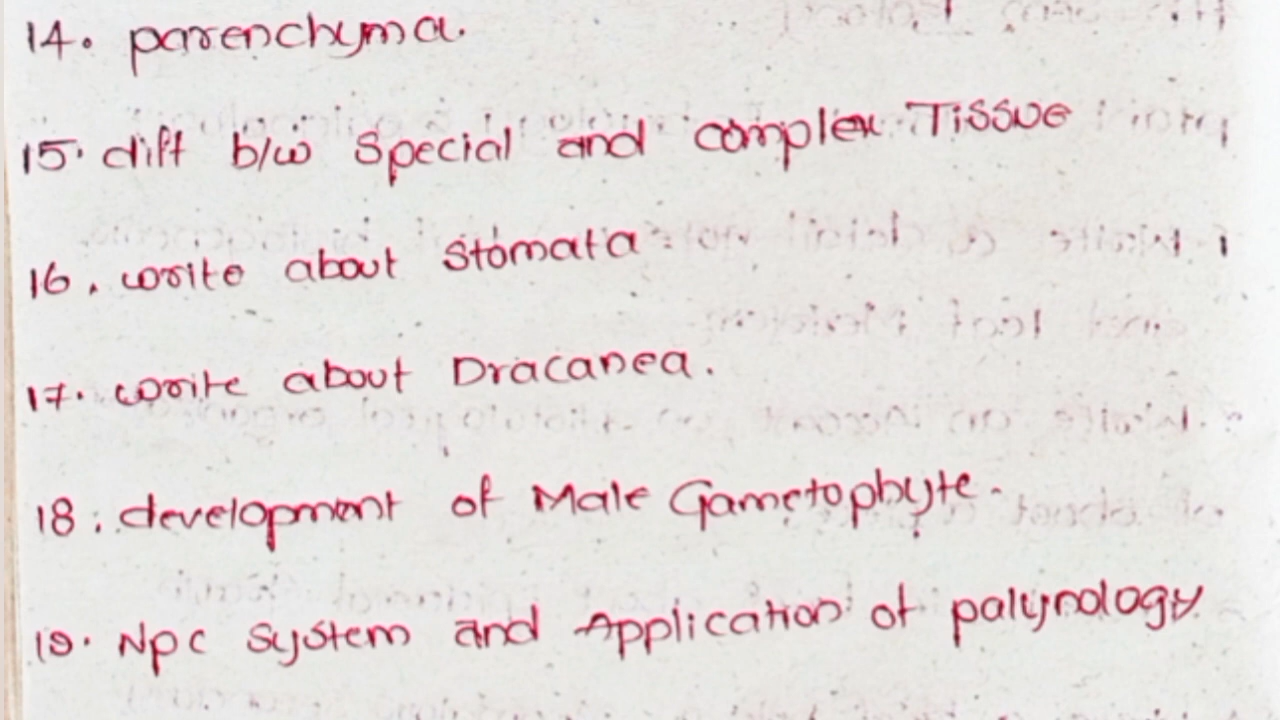 14. parenchyma.
15. diff b/w Special and complex Tissue
16. write about Stomata
17. write about Dracanea.
18. development of Male Gametophyte.
19. Npc System and Application of palynology